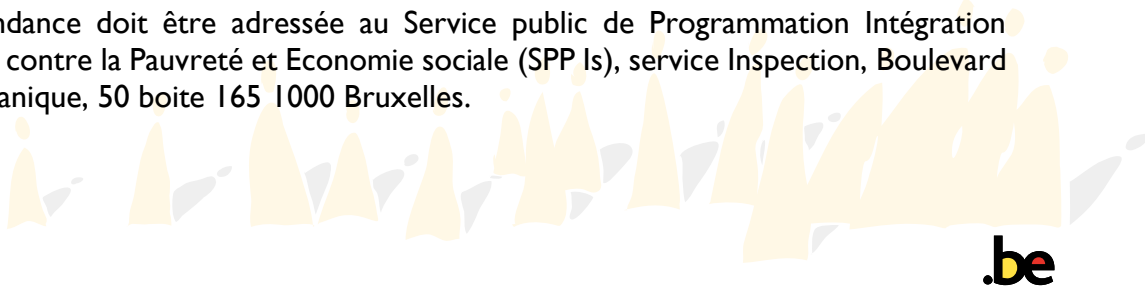 ndance doit être adressée au Service public de Programmation Intégration
contre la Pauvreté et Economie sociale (SPP Is), service Inspection, Boulevard
anique, 50 boite 165 1000 Bruxelles.
.be